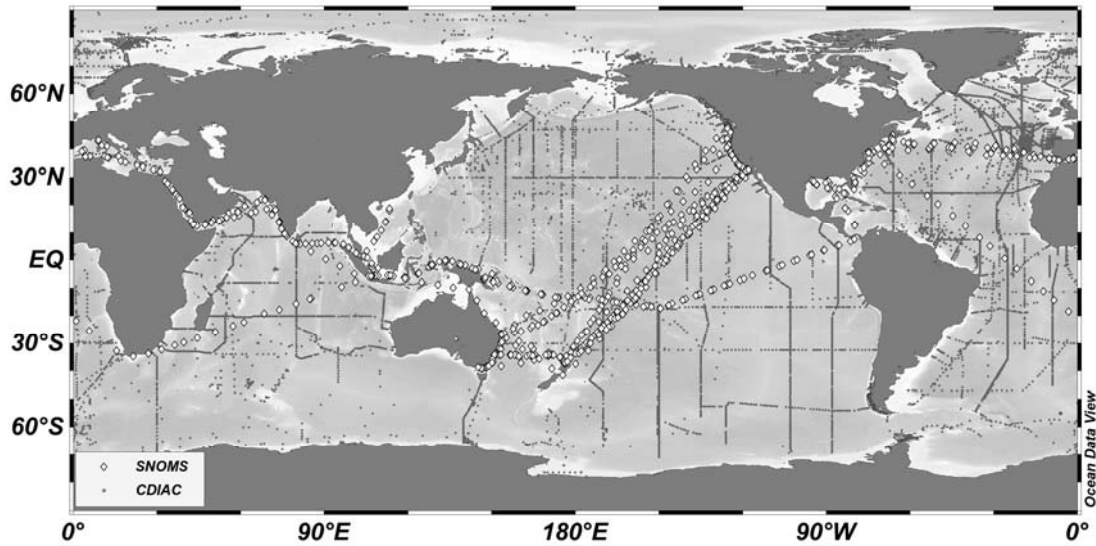 60°N
30°N
EQ
30°S
60°S
SNOMS
CDIAC
0°
90°E
180°E
90°W
0°
Ocean Data View